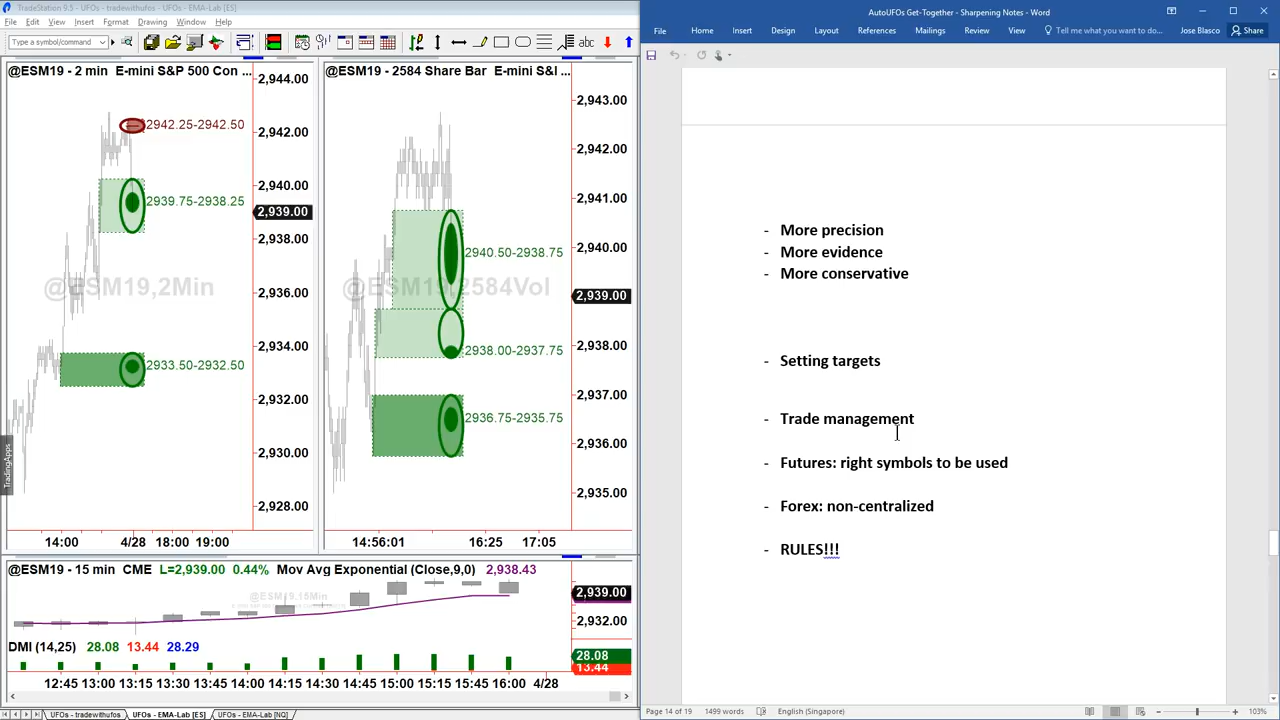 TradeStation 9.5 - UFOs - tradewithufos - UFOs - EMA-Lab [ES]
File Edit View Insert Format Drawing Window Help
Type a symbol/command
abc
@ESM19 - 2 min E-mini S&P 500 Con ...
2,944.00
2942.25-2942.50
2,942.00
2,940.00
2939.75-2938.25
2,939.00
2,938.00
@ESM19,2Min
2,936.00
2,934.00
2933.50-2932.50
2,932.00
2,930.00
2,928.00
14:00 4/28 18:00 19:00
TradingApps
@ESM19 - 2584 Share Bar E-mini S&I ...
2,943.00
2,942.00
2,941.00
2940.50-2938.75
2,940.00
@ESM19,2584Vol
2,939.00
2938.00-2937.75
2,938.00
2,937.00
2936.75-2935.75
2,936.00
2,935.00
14:56:01 16:25 17:05
@ESM19 - 15 min CME L=2,939.00 0.44% Mov Avg Exponential (Close,9,0) 2,938.43
@ESM19,15Min
2,939.00
2,932.00
DMI (14,25) 28.08 13.44 28.29
28.08
13.44
12:45 13:00 13:15 13:30 13:45 14:00 14:15 14:30 14:45 15:00 15:15 15:30 15:45 16:00 4/28
UFOs - tradewithufos UFOs - EMA-Lab [ES] UFOs - EMA-Lab [NQ]
AutoUFOs Get-Together - Sharpening Notes - Word
File Home Insert Design Layout References Mailings Review View Tell me what you want to do... Jose Blasco Share
- More precision
- More evidence
- More conservative
- Setting targets
- Trade management
- Futures: right symbols to be used
- Forex: non-centralized
- RULES!!!
Page 14 of 19 1499 words English (Singapore) 103%